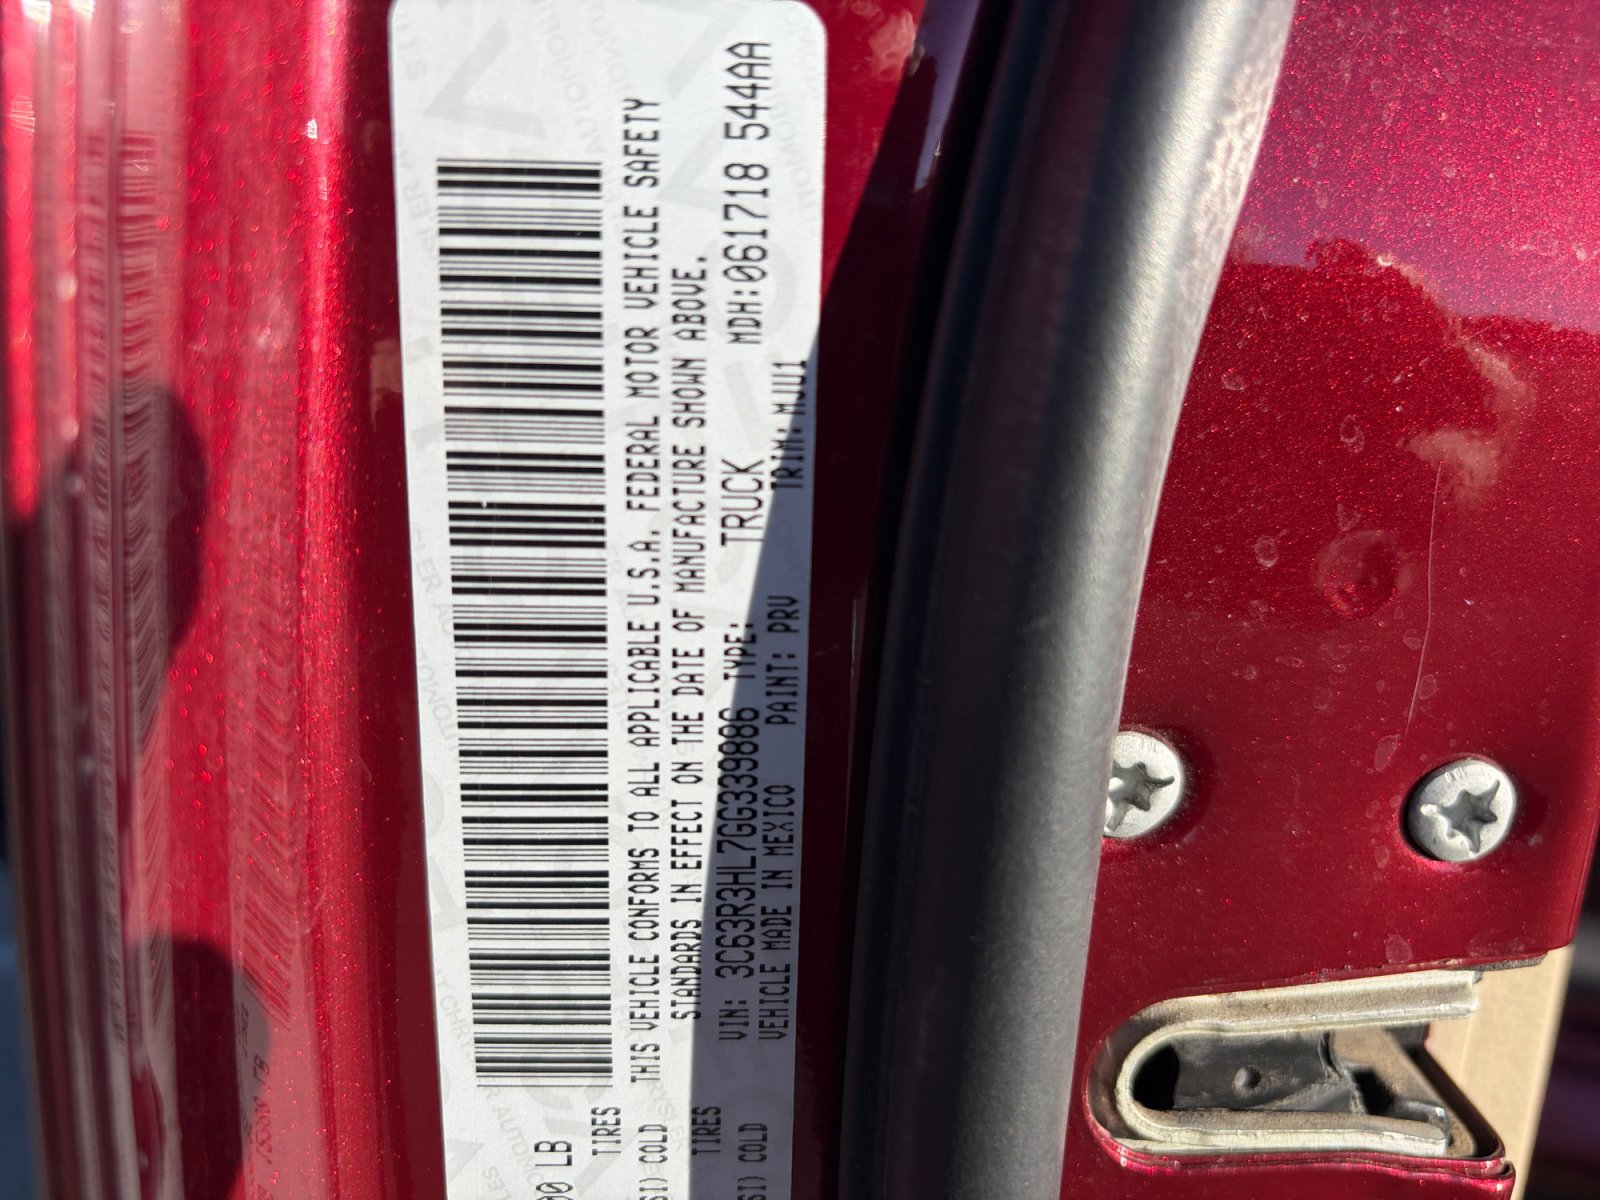 00 LB
TIRES
SI) COLD
THIS VEHICLE CONFORMS TO ALL APPLICABLE U.S.A. FEDERAL MOTOR VEHICLE SAFETY
STANDARDS IN EFFECT ON THE DATE OF MANUFACTURE SHOWN ABOVE.
TIRES
SI) COLD
VIN: 3C63R3HL7GG339886 TYPE: TRUCK MDH:061718 544AA
VEHICLE MADE IN MEXICO PAINT: PRV TRIM: MJU1